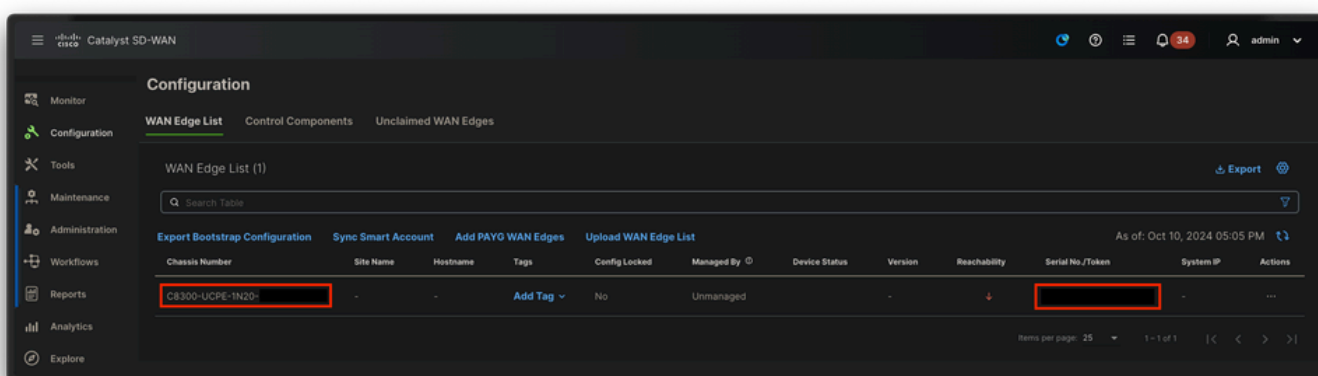 CISCO Catalyst SD-WAN
34
admin
Configuration
Monitor
WAN Edge List Control Components Unclaimed WAN Edges
Configuration
Tools
WAN Edge List (1)
Export
Maintenance
Search Table
Administration
Export Bootstrap Configuration Sync Smart Account Add PAYG WAN Edges Upload WAN Edge List
As of: Oct 10, 2024 05:05 PM
Workflows
Chassis Number Site Name Hostname Tags Config Locked Managed By Device Status Version Reachability Serial No./Token System IP Actions
Reports
C8300-UCPE-1N20- - - Add Tag No Unmanaged - - ...
Analytics
Items per page: 25 1 – 1 of 1
Explore